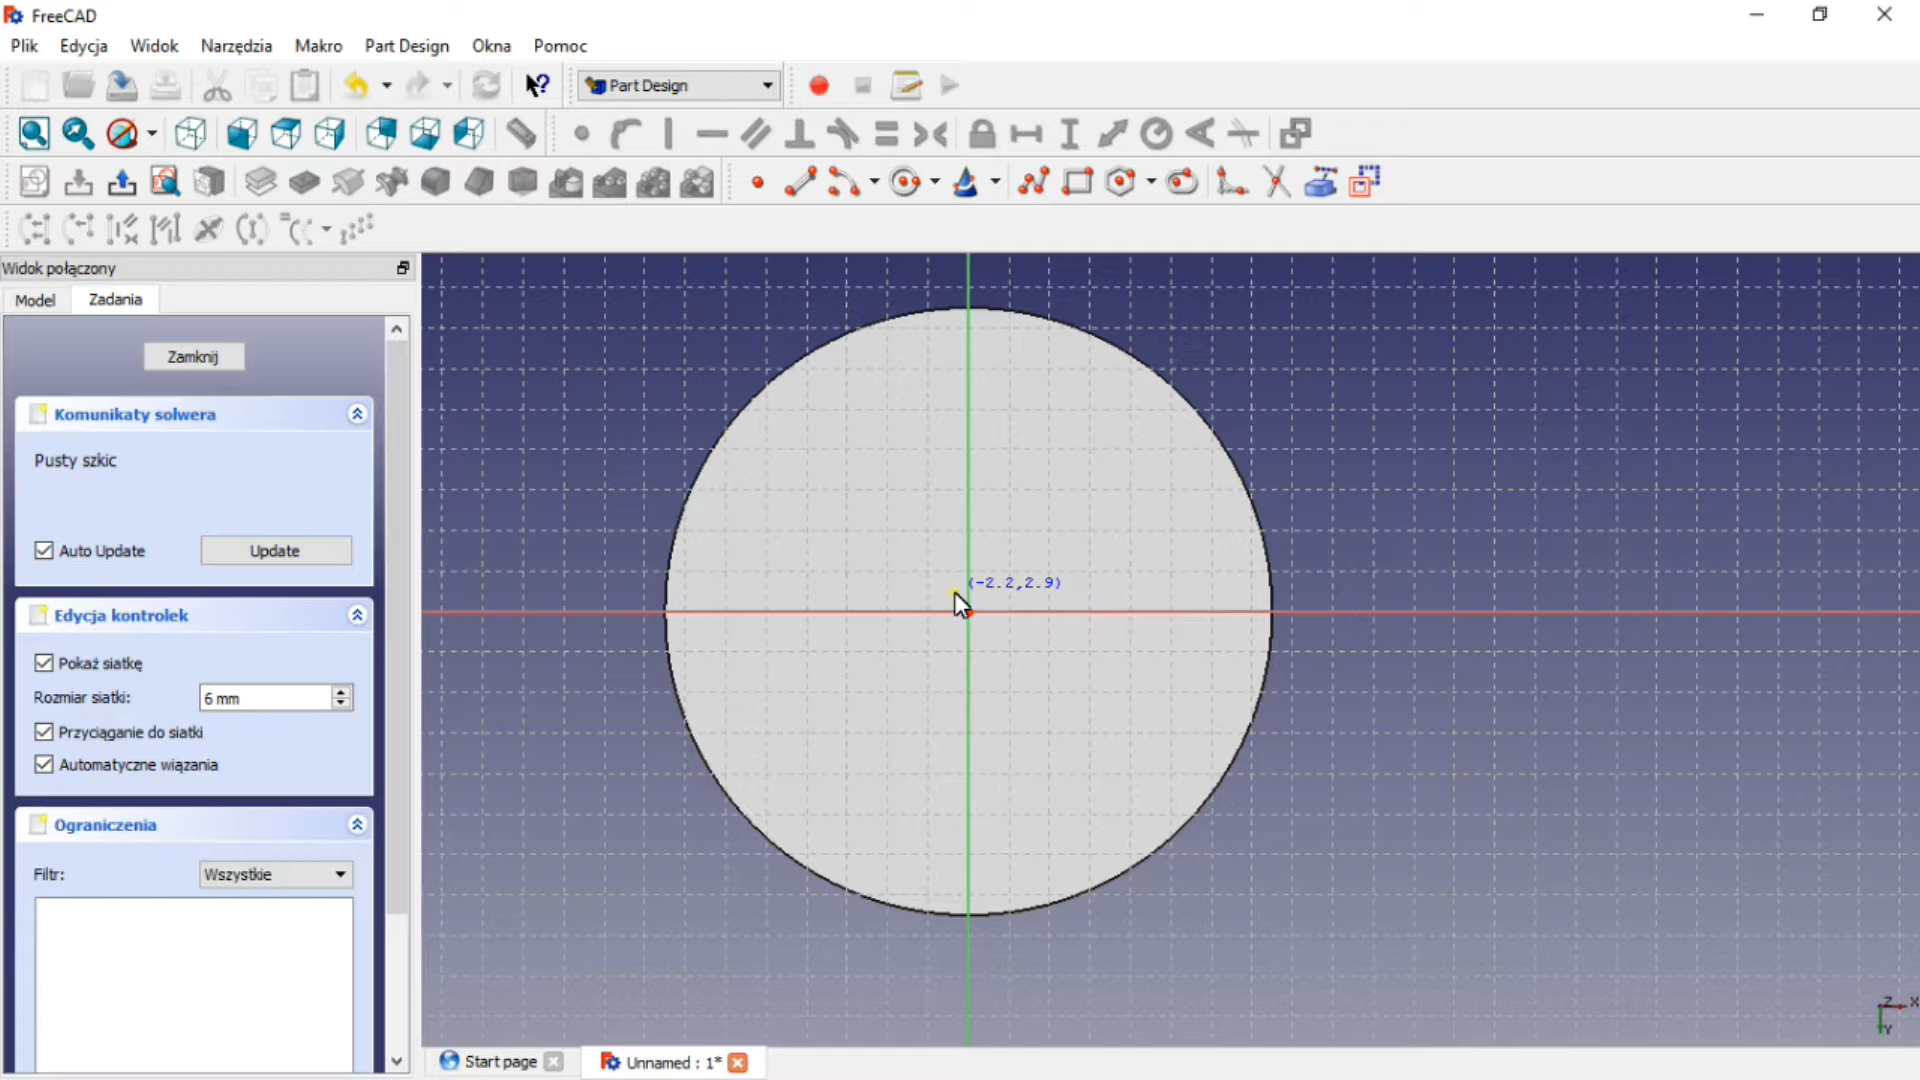 FreeCAD
Plik Edycja Widok Narzędzia Makro Part Design Okna Pomoc
Part Design
Widok połączony
Model Zadania
Zamknij
Komunikaty solwera
Pusty szkic
Auto Update Update
Edycja kontrolek
Pokaż siatkę
Rozmiar siatki: 6 mm
Przyciąganie do siatki
Automatyczne wiązania
Ograniczenia
Filtr: Wszystkie
(-2.2,2.9)
Z X
Y
Start page Unnamed : 1*